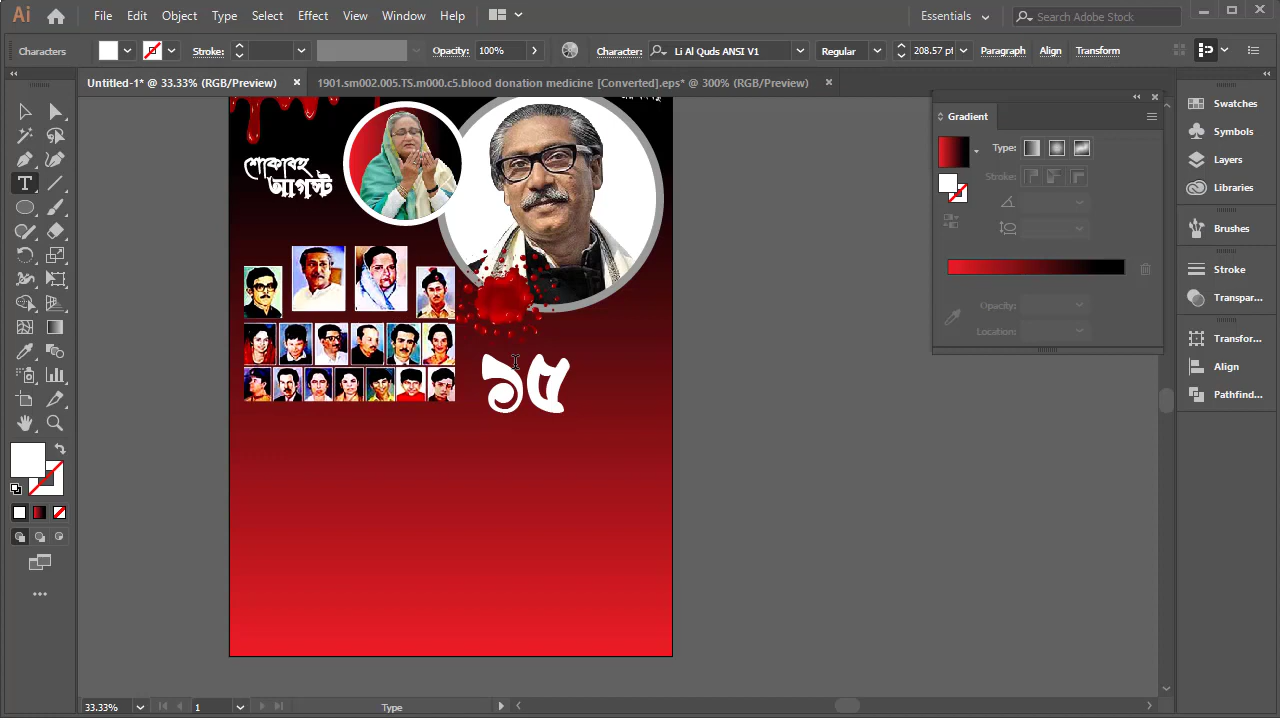 Ai File Edit Object Type Select Effect View Window Help Essentials Search Adobe Stock
Characters Stroke: Opacity: 100% Character: Li Al Quds ANSI V1 Regular 208.57 pt Paragraph Align Transform
Untitled-1* @ 33.33% (RGB/Preview) 1901.sm002.005.TS.m000.c5.blood donation medicine [Converted].eps* @ 300% (RGB/Preview)
Gradient
Type:
Stroke:
Opacity:
Location:
Swatches
Symbols
Layers
Libraries
Brushes
Stroke
Transpar...
Transfor...
Align
Pathfind...
শোকাবহ
আগস্ট
১৫
33.33% 1 Type